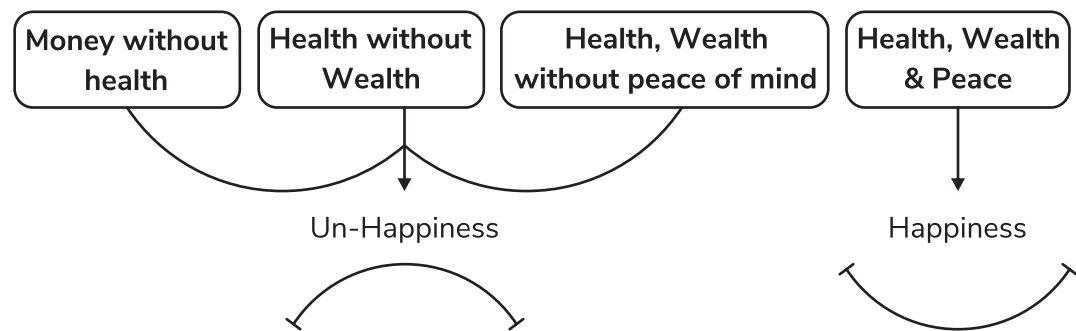 Money without
health
Health without
Wealth
Health, Wealth
without peace of mind
Health, Wealth
& Peace
Un-Happiness
Happiness